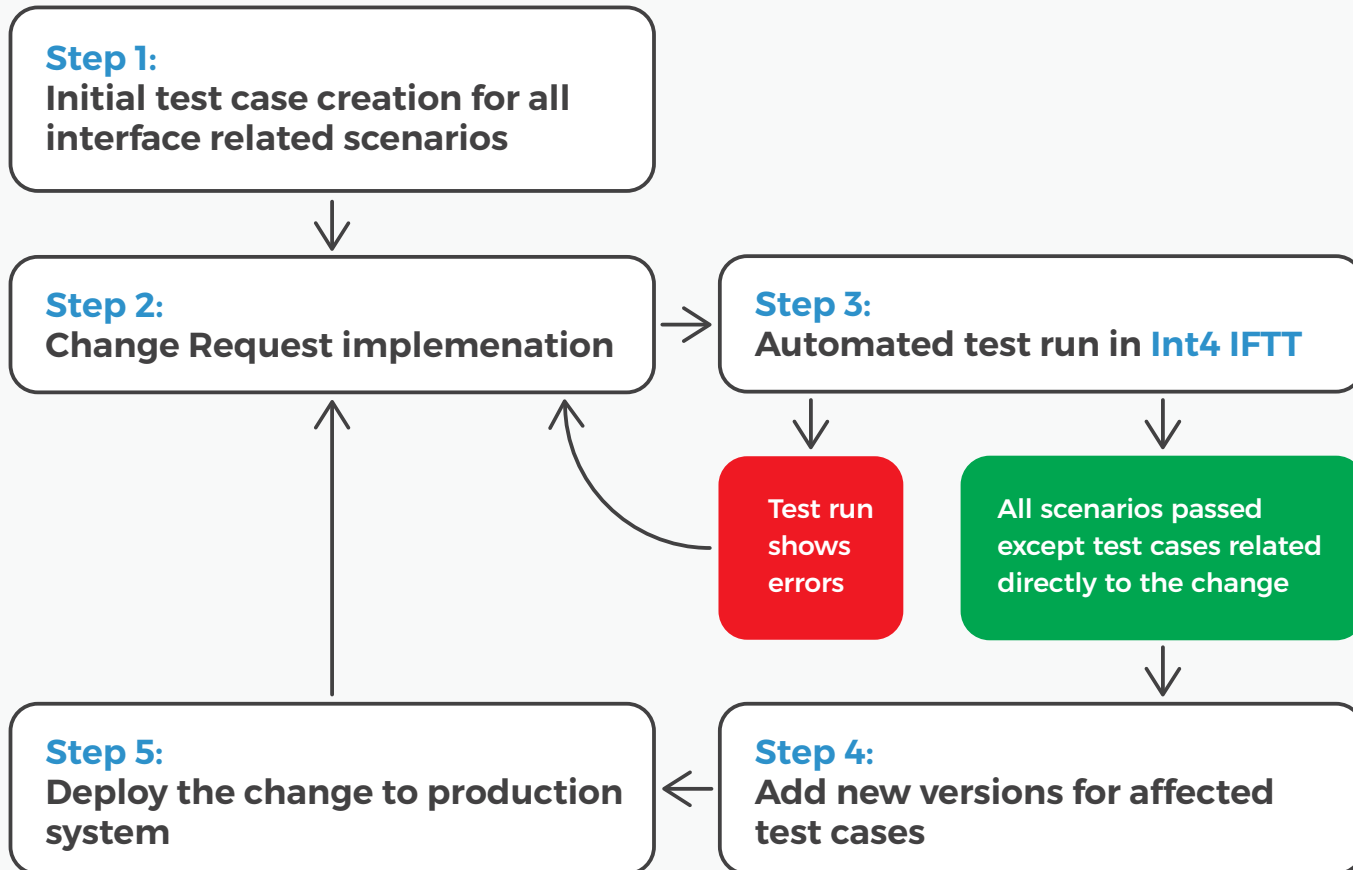 Step 1:
Initial test case creation for all
interface related scenarios
Step 2:
Change Request implemenation
Step 3:
Automated test run in Int4 IFTT
Test run
shows
errors
All scenarios passed
except test cases related
directly to the change
Step 5:
Deploy the change to production
system
Step 4:
Add new versions for affected
test cases